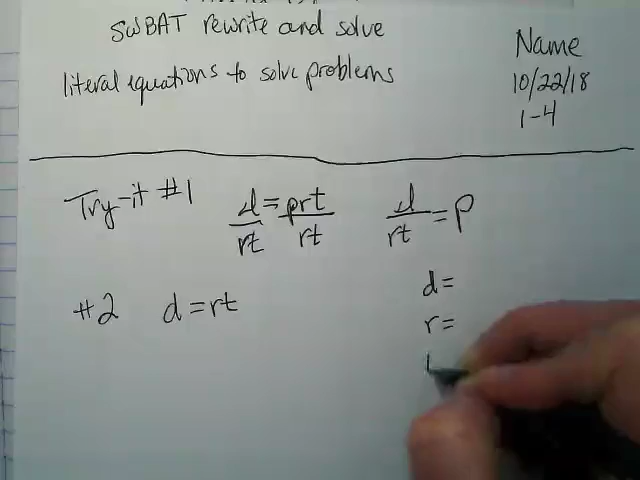 SWBAT rewrite and solve
literal equations to solve problems
Name
10/22/18
1-4
Try-it #1 d/rt = prt/rt d/rt = p
#2 d = rt
d =
r =